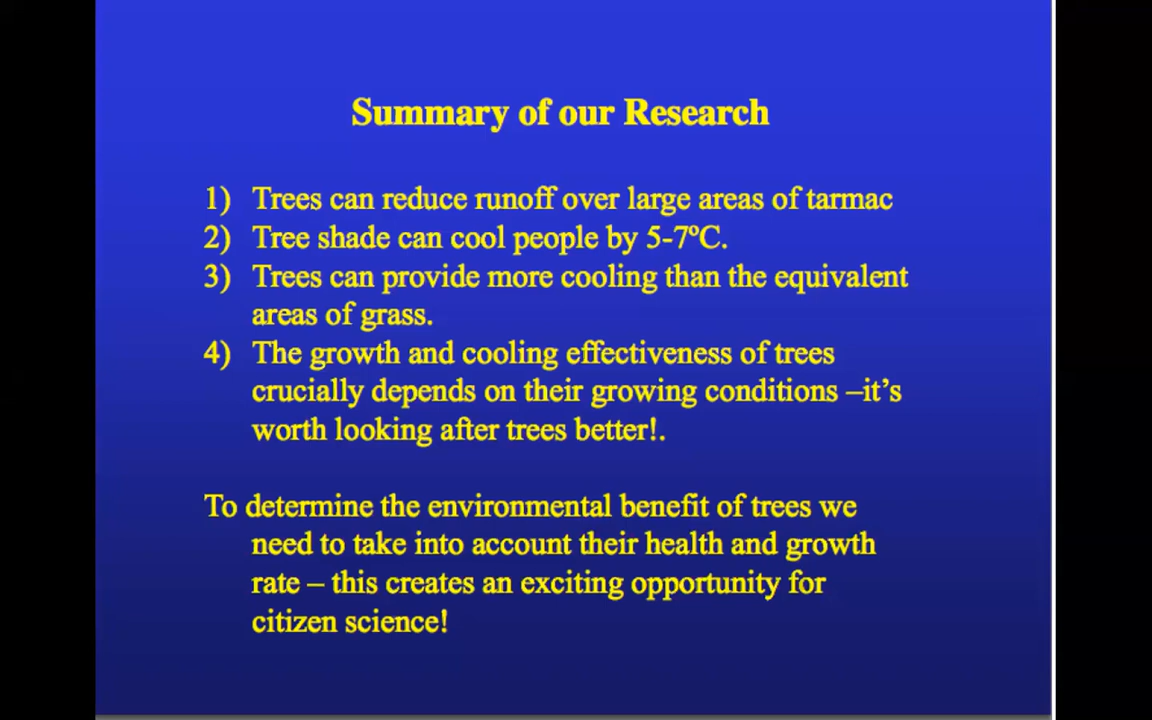 Summary of our Research
1) Trees can reduce runoff over large areas of tarmac
2) Tree shade can cool people by 5-7ºC.
3) Trees can provide more cooling than the equivalent
areas of grass.
4) The growth and cooling effectiveness of trees
crucially depends on their growing conditions –it’s
worth looking after trees better!.
To determine the environmental benefit of trees we
need to take into account their health and growth
rate – this creates an exciting opportunity for
citizen science!